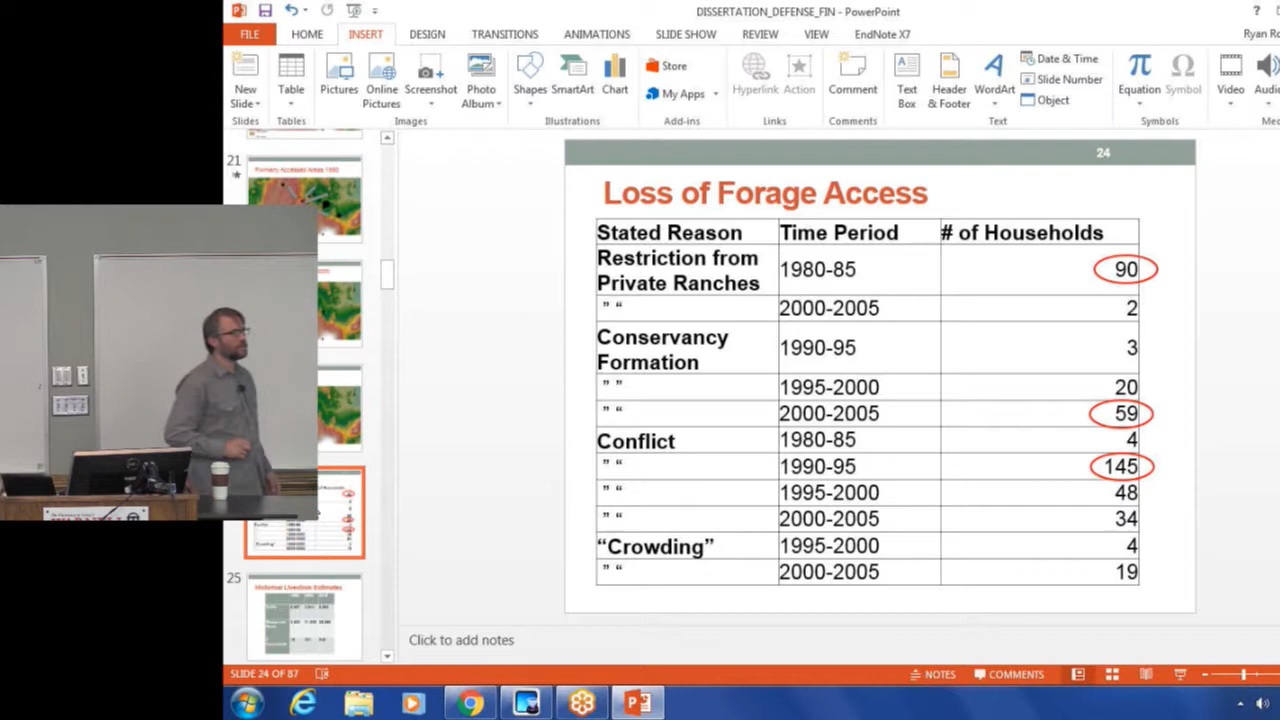 DISSERTATION_DEFENSE_FIN - PowerPoint
?
FILE HOME INSERT DESIGN TRANSITIONS ANIMATIONS SLIDE SHOW REVIEW VIEW EndNote X7
Ryan
New Slide
Table
Pictures
Online Pictures
Screenshot
Photo Album
Shapes
SmartArt
Chart
Store
My Apps
Hyperlink
Action
Comment
Text Box
Header & Footer
WordArt
Date & Time
Slide Number
Object
Equation
Symbol
Video
Slides Tables Images Illustrations Add-ins Links Comments Text Symbols
21
Formerly Accessed Areas 1990
25
Historical Livestock Estimates
24
Loss of Forage Access
Stated Reason Time Period # of Households
Restriction from Private Ranches 1980-85 90
” “ 2000-2005 2
Conservancy Formation 1990-95 3
” ” 1995-2000 20
” “ 2000-2005 59
Conflict 1980-85 4
” “ 1990-95 145
” “ 1995-2000 48
” “ 2000-2005 34
“Crowding” 1995-2000 4
” “ 2000-2005 19
Click to add notes
SLIDE 24 OF 87
NOTES COMMENTS